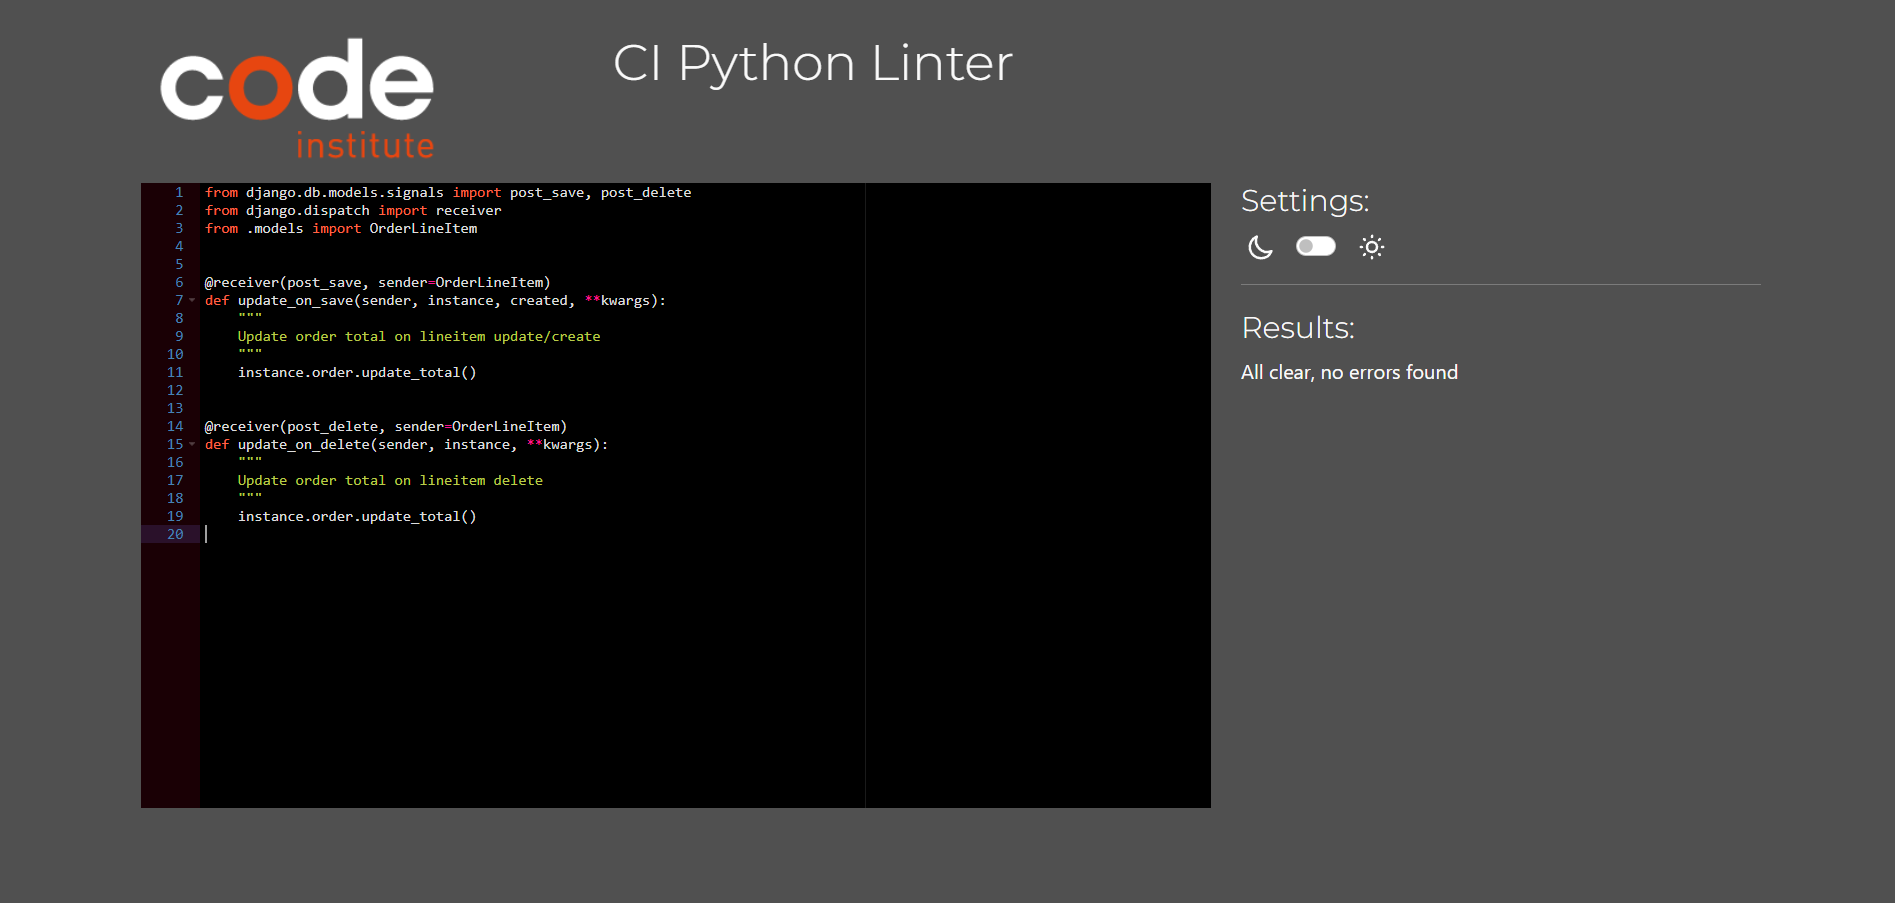 code
institute
CI Python Linter
1 from django.db.models.signals import post_save, post_delete
2 from django.dispatch import receiver
3 from .models import OrderLineItem
4
5
6 @receiver(post_save, sender=OrderLineItem)
7 def update_on_save(sender, instance, created, **kwargs):
8     """
9     Update order total on lineitem update/create
10     """
11     instance.order.update_total()
12
13
14 @receiver(post_delete, sender=OrderLineItem)
15 def update_on_delete(sender, instance, **kwargs):
16     """
17     Update order total on lineitem delete
18     """
19     instance.order.update_total()
20
Settings:
Results:
All clear, no errors found